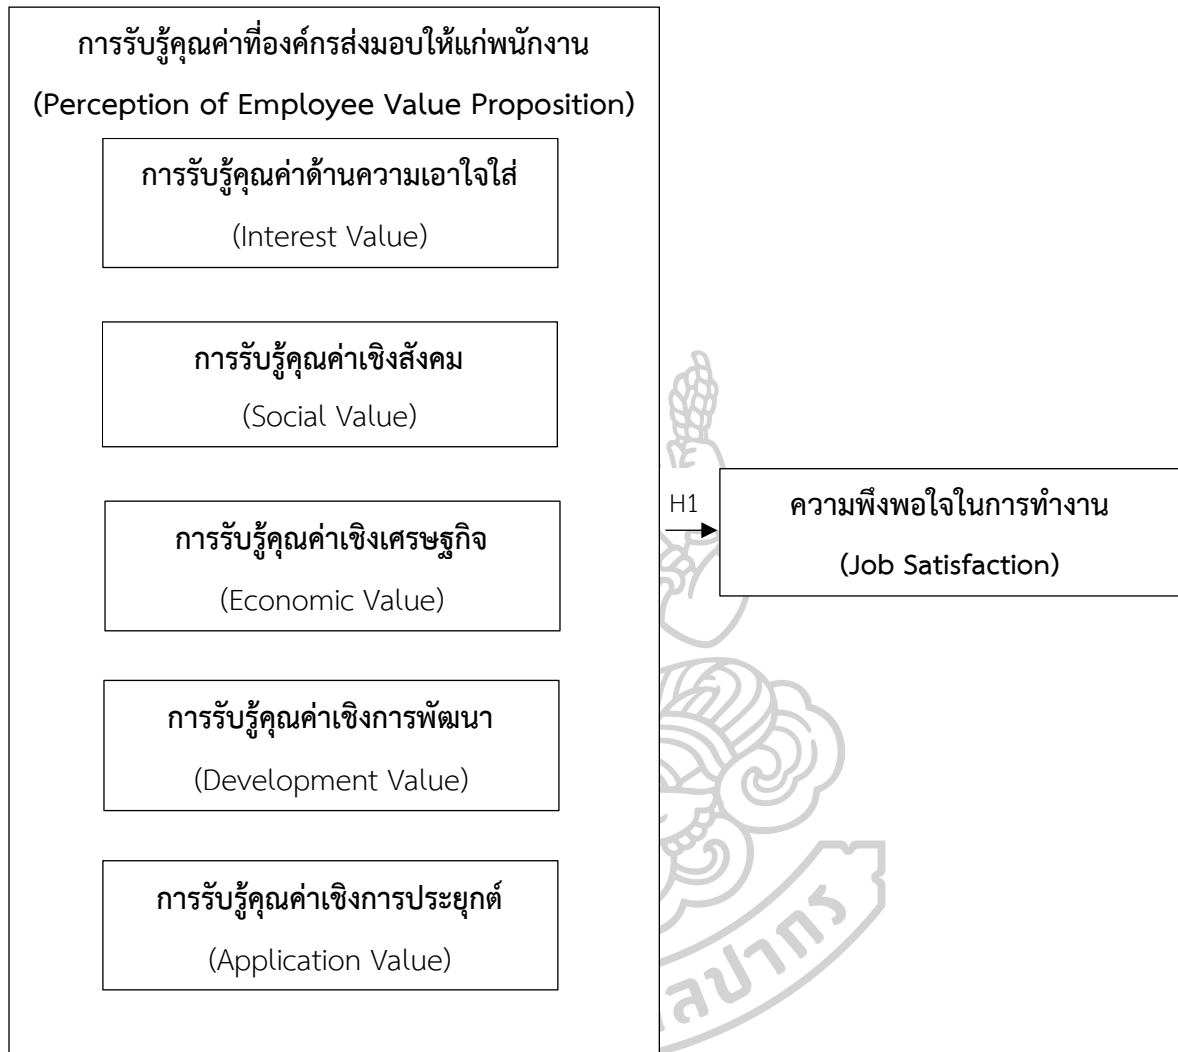 การรับรู้คุณค่าที่องค์กรส่งมอบให้แก่พนักงาน
(Perception of Employee Value Proposition)
การรับรู้คุณค่าด้านความเอาใจใส่
(Interest Value)
การรับรู้คุณค่าเชิงสังคม
(Social Value)
การรับรู้คุณค่าเชิงเศรษฐกิจ
(Economic Value)
การรับรู้คุณค่าเชิงการพัฒนา
(Development Value)
การรับรู้คุณค่าเชิงการประยุกต์
(Application Value)
H1
ความพึงพอใจในการทำงาน
(Job Satisfaction)
ลปากร